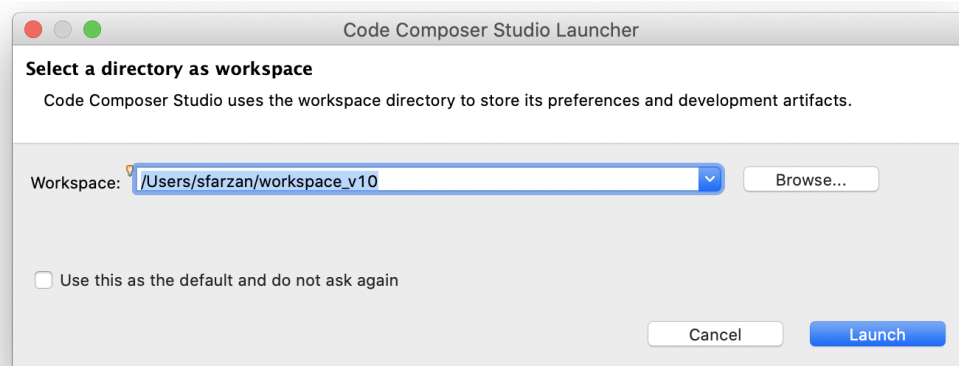 Code Composer Studio Launcher
Select a directory as workspace
Code Composer Studio uses the workspace directory to store its preferences and development artifacts.
Workspace: /Users/sfarzan/workspace_v10 Browse...
Use this as the default and do not ask again
Cancel Launch